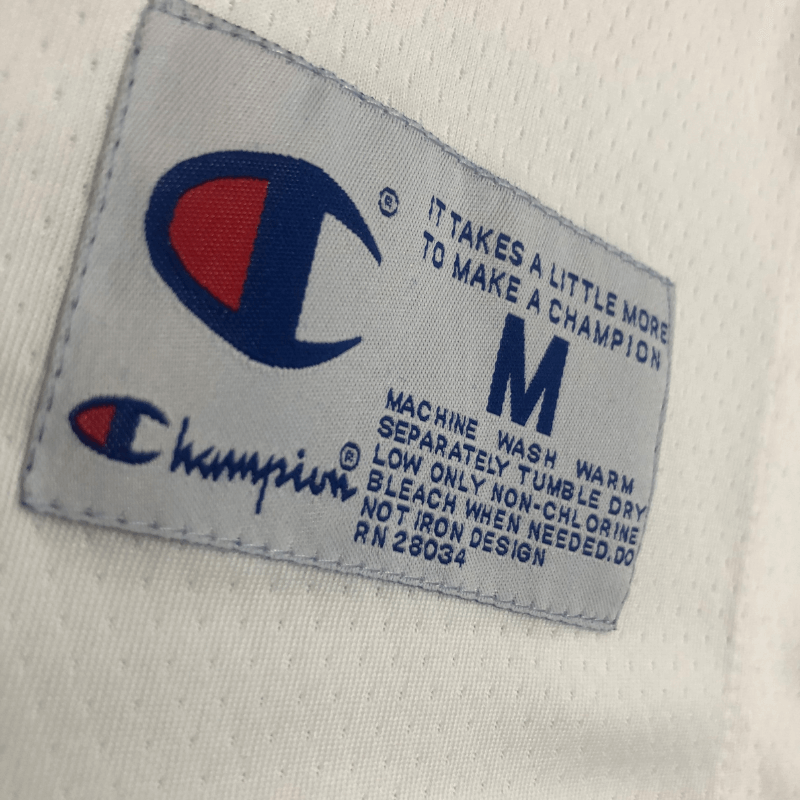 ®
IT TAKES A LITTLE MORE
TO MAKE A CHAMPION
M
Champion®
MACHINE WASH WARM
SEPARATELY TUMBLE DRY
LOW ONLY NON-CHLORINE
BLEACH WHEN NEEDED.DO
NOT IRON DESIGN
RN 28034